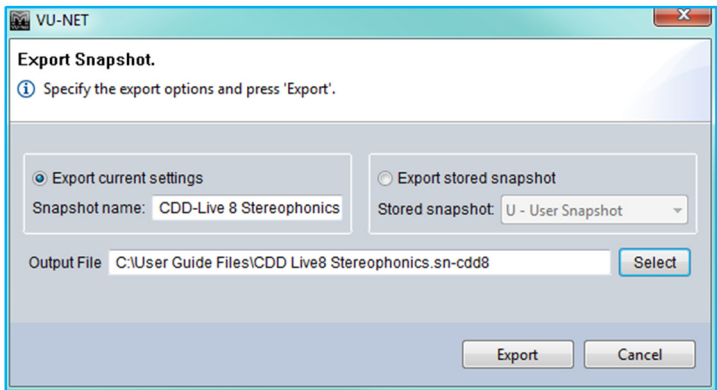 VU-NET
Export Snapshot.
Specify the export options and press 'Export'.
Export current settings
Export stored snapshot
Snapshot name: CDD-Live 8 Stereophonics
Stored snapshot: U - User Snapshot
Output File C:\User Guide Files\CDD Live8 Stereophonics.sn-cdd8 Select
Export Cancel